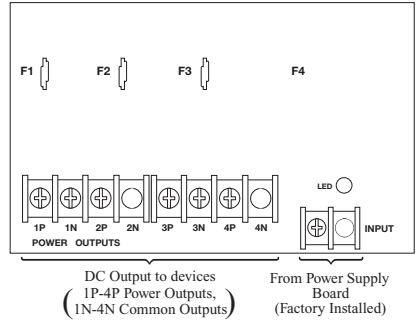 F1 F2 F3 F4
LED
1P 1N 2P 2N 3P 3N 4P 4N INPUT
POWER OUTPUTS
DC Output to devices
(1P-4P Power Outputs,
1N-4N Common Outputs)
From Power Supply
Board
(Factory Installed)